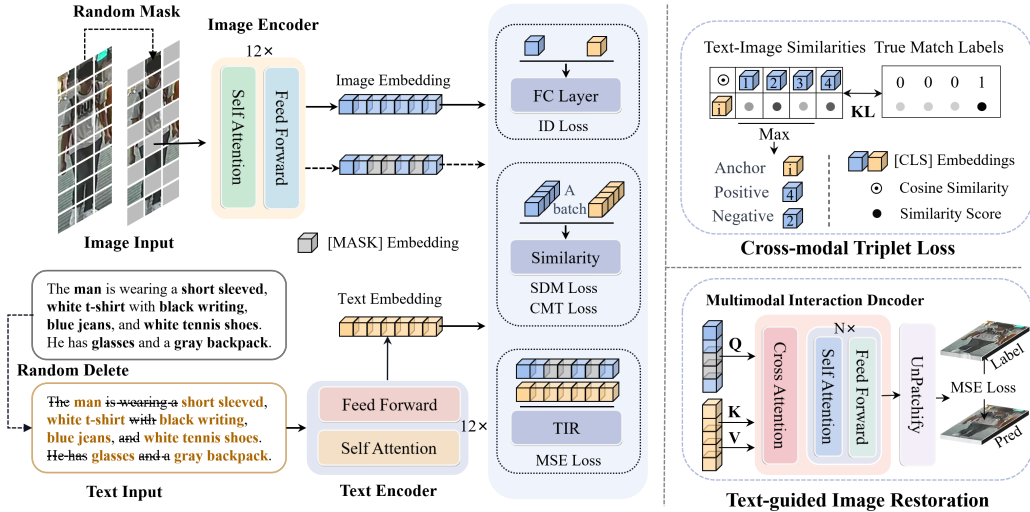 Random Mask
Image Input
Image Encoder
12×
Self Attention
Feed Forward
Image Embedding
[MASK] Embedding
The man is wearing a short sleeved,
white t-shirt with black writing,
blue jeans, and white tennis shoes.
He has glasses and a gray backpack.
Random Delete
The man is wearing a short sleeved,
white t-shirt with black writing,
blue jeans, and white tennis shoes.
He has glasses and a gray backpack.
Text Input
Text Embedding
Feed Forward
Self Attention
12×
Text Encoder
FC Layer
ID Loss
A
batch
Similarity
SDM Loss
CMT Loss
TIR
MSE Loss
Text-Image Similarities
True Match Labels
1 2 3 4
i
0 0 0 1
KL
Max
Anchor i
Positive 4
Negative 2
[CLS] Embeddings
Cosine Similarity
Similarity Score
Cross-modal Triplet Loss
Multimodal Interaction Dncoder
Q
K
V
Cross Attention
N×
Self Attention
Feed Forward
UnPatchify
Label
MSE Loss
Pred
Text-guided Image Restoration